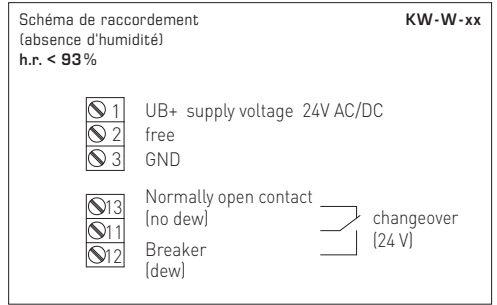 Schéma de raccordement
KW-W-xx
(absence d'humidité)
h.r. < 93%
1 UB+ supply voltage 24V AC/DC
2 free
3 GND
13 Normally open contact
(no dew)
11
changeover
(24 V)
12 Breaker
(dew)